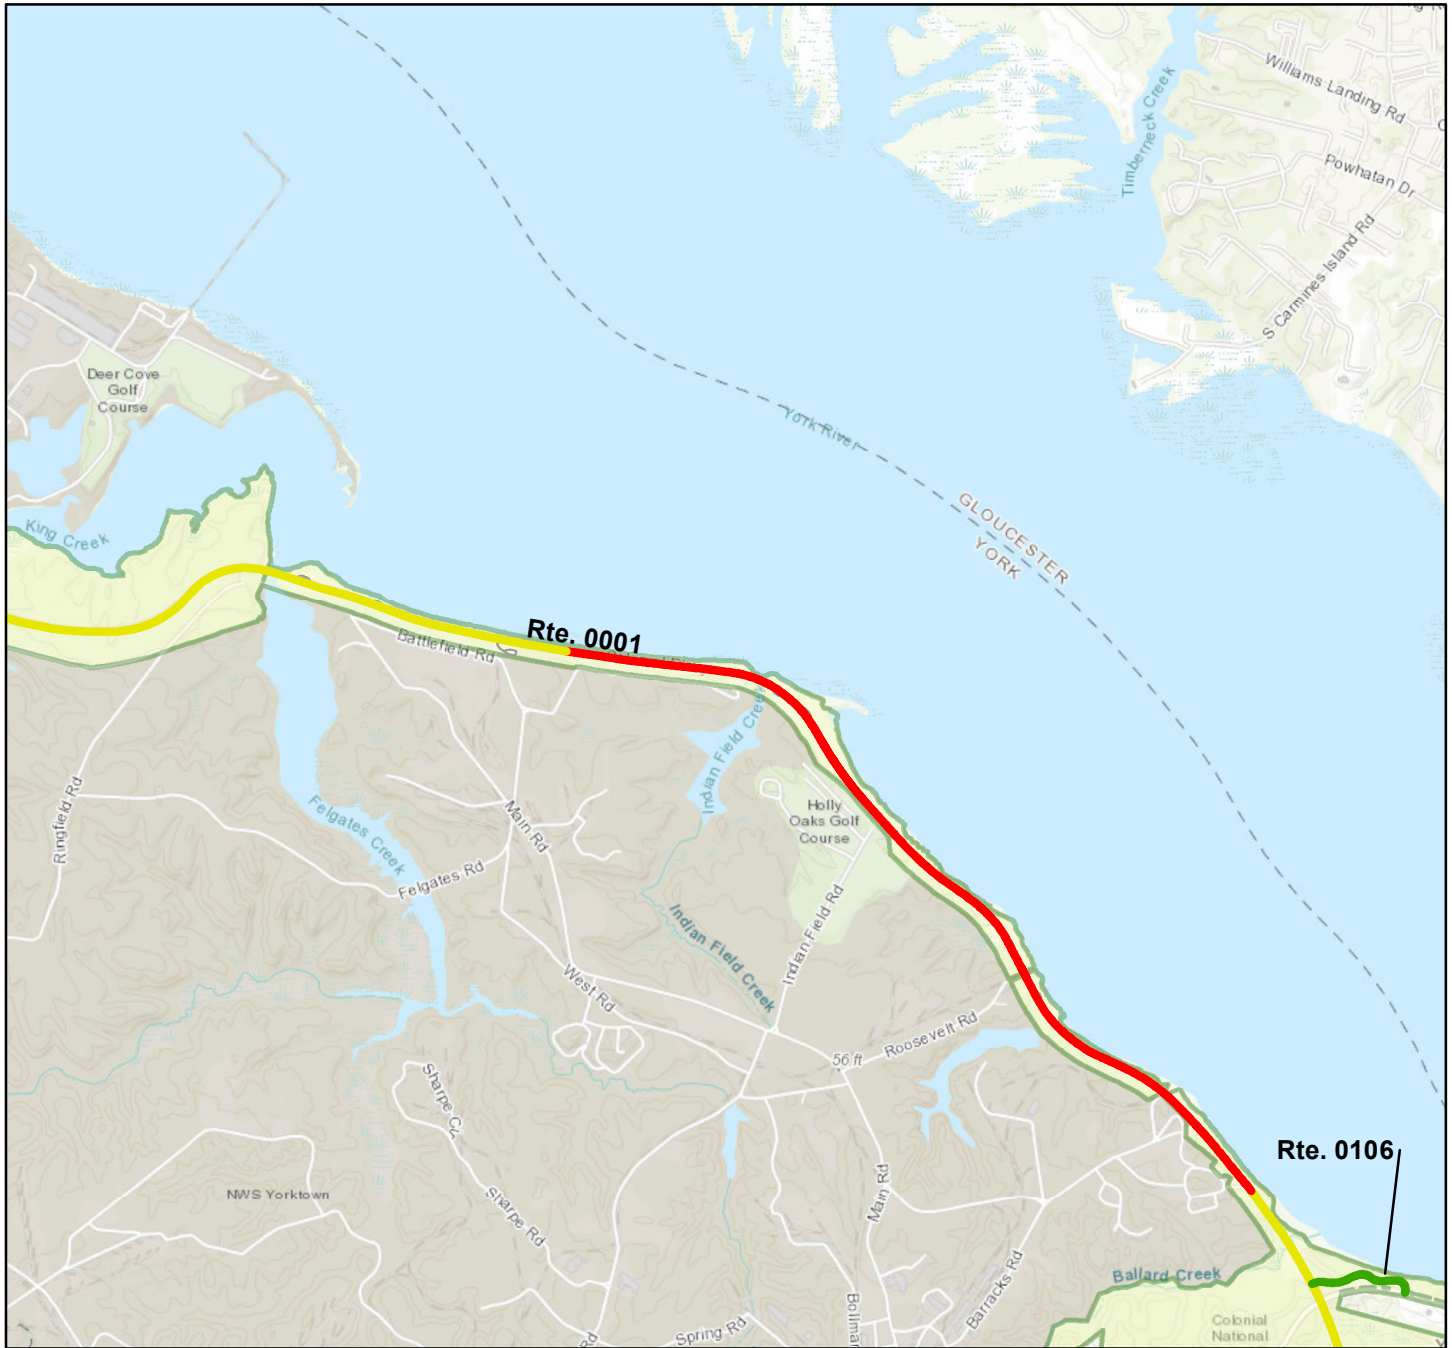 Williams Landing Rd
Timberneck Creek
Powhatan Dr
S Carmines Island Rd
Deer Cove
Golf
Course
York River
GLOUCESTER
YORK
King Creek
Rte. 0001
Battlefield Rd
Indian Field Creek
Ringfield Rd
Felgates Creek
Main Rd
Holly
Oaks Golf
Course
Felgates Rd
Indian Field Rd
Indian Field Creek
West Rd
Roosevelt Rd
56 ft
Sharpe Cir
Rte. 0106
NWS Yorktown
Sharpe Rd
Main Rd
Barracks Rd
Ballard Creek
Colonial
National
Spring Rd
Rd
Bollmar